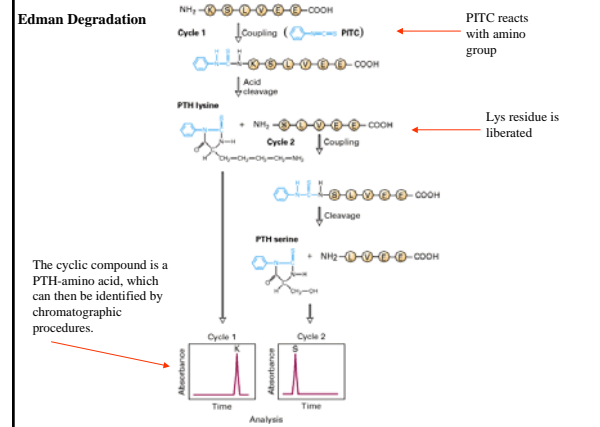 Edman Degradation
NH₂ K S L V E E COOH
Cycle 1
Coupling ( N=C=S PITC)
PITC reacts
with amino
group
H S H
N C N K S L V E E COOH
Acid
cleavage
PTH lysine
S
N C
O C N H
H CH₂—CH₂—CH₂—CH₂—NH₂
+ NH₂ S L V E E COOH
Cycle 2 Coupling
Lys residue is
liberated
H S H
N C N S L V E E COOH
Cleavage
PTH serine
S
N C
O C N H
H CH₂—OH
+ NH2 L V E E COOH
The cyclic compound is a
PTH-amino acid, which
can then be identified by
chromatographic
procedures.
Cycle 1
K
Absorbance
Time
Cycle 2
S
Absorbance
Time
Analysis